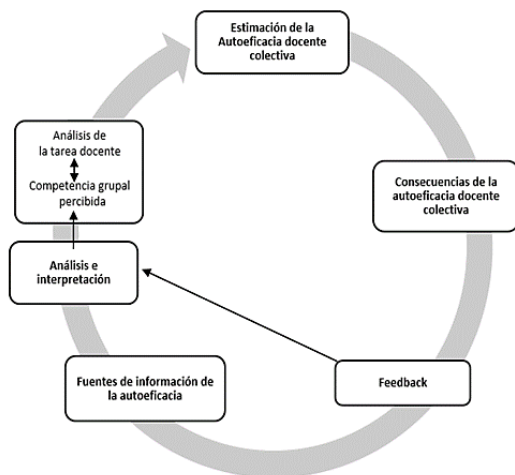 Estimación de la
Autoeficacia docente
colectiva
Consecuencias de la
autoeficacia docente
colectiva
Feedback
Fuentes de información de
la autoeficacia
Análisis e
interpretación
Análisis de
la tarea docente
Competencia grupal
percibida